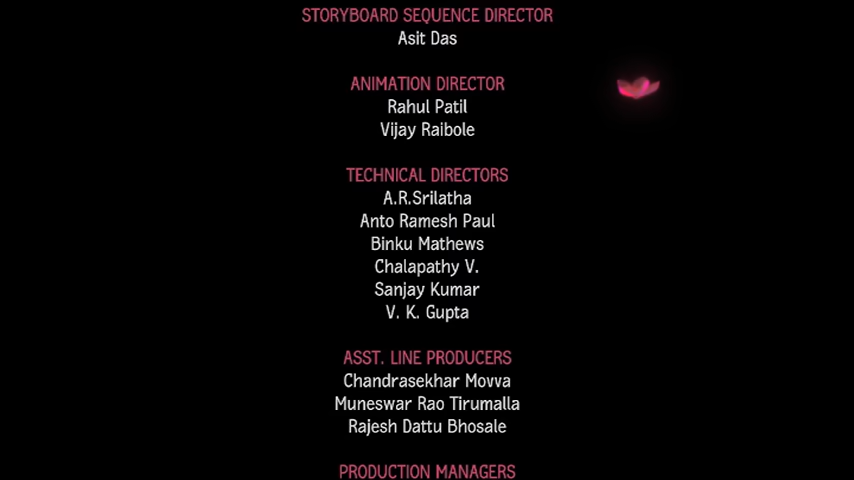 STORYBOARD SEQUENCE DIRECTOR
Asit Das
ANIMATION DIRECTOR
Rahul Patil
Vijay Raibole
TECHNICAL DIRECTORS
A.R.Srilatha
Anto Ramesh Paul
Binku Mathews
Chalapathy V.
Sanjay Kumar
V. K. Gupta
ASST. LINE PRODUCERS
Chandrasekhar Movva
Muneswar Rao Tirumalla
Rajesh Dattu Bhosale
PRODUCTION MANAGERS